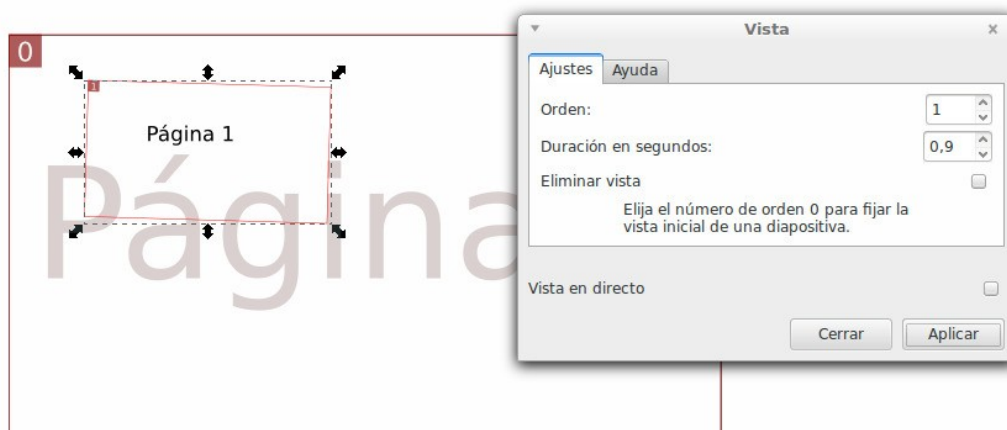 0
1
Página 1
Página
Vista
Ajustes
Ayuda
Orden:
1
Duración en segundos:
0,9
Eliminar vista
Elija el número de orden 0 para fijar la
vista inicial de una diapositiva.
Vista en directo
Cerrar
Aplicar